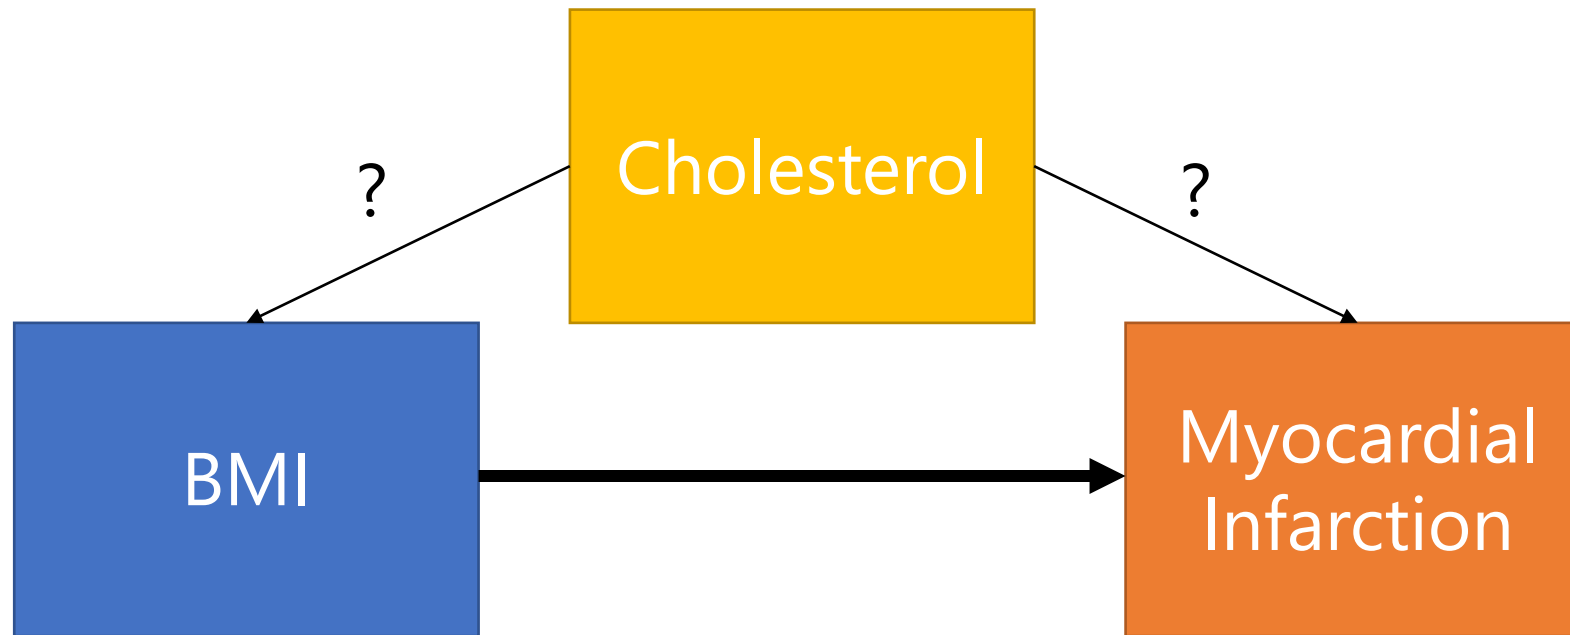 Cholesterol
?
?
BMI
Myocardial
Infarction